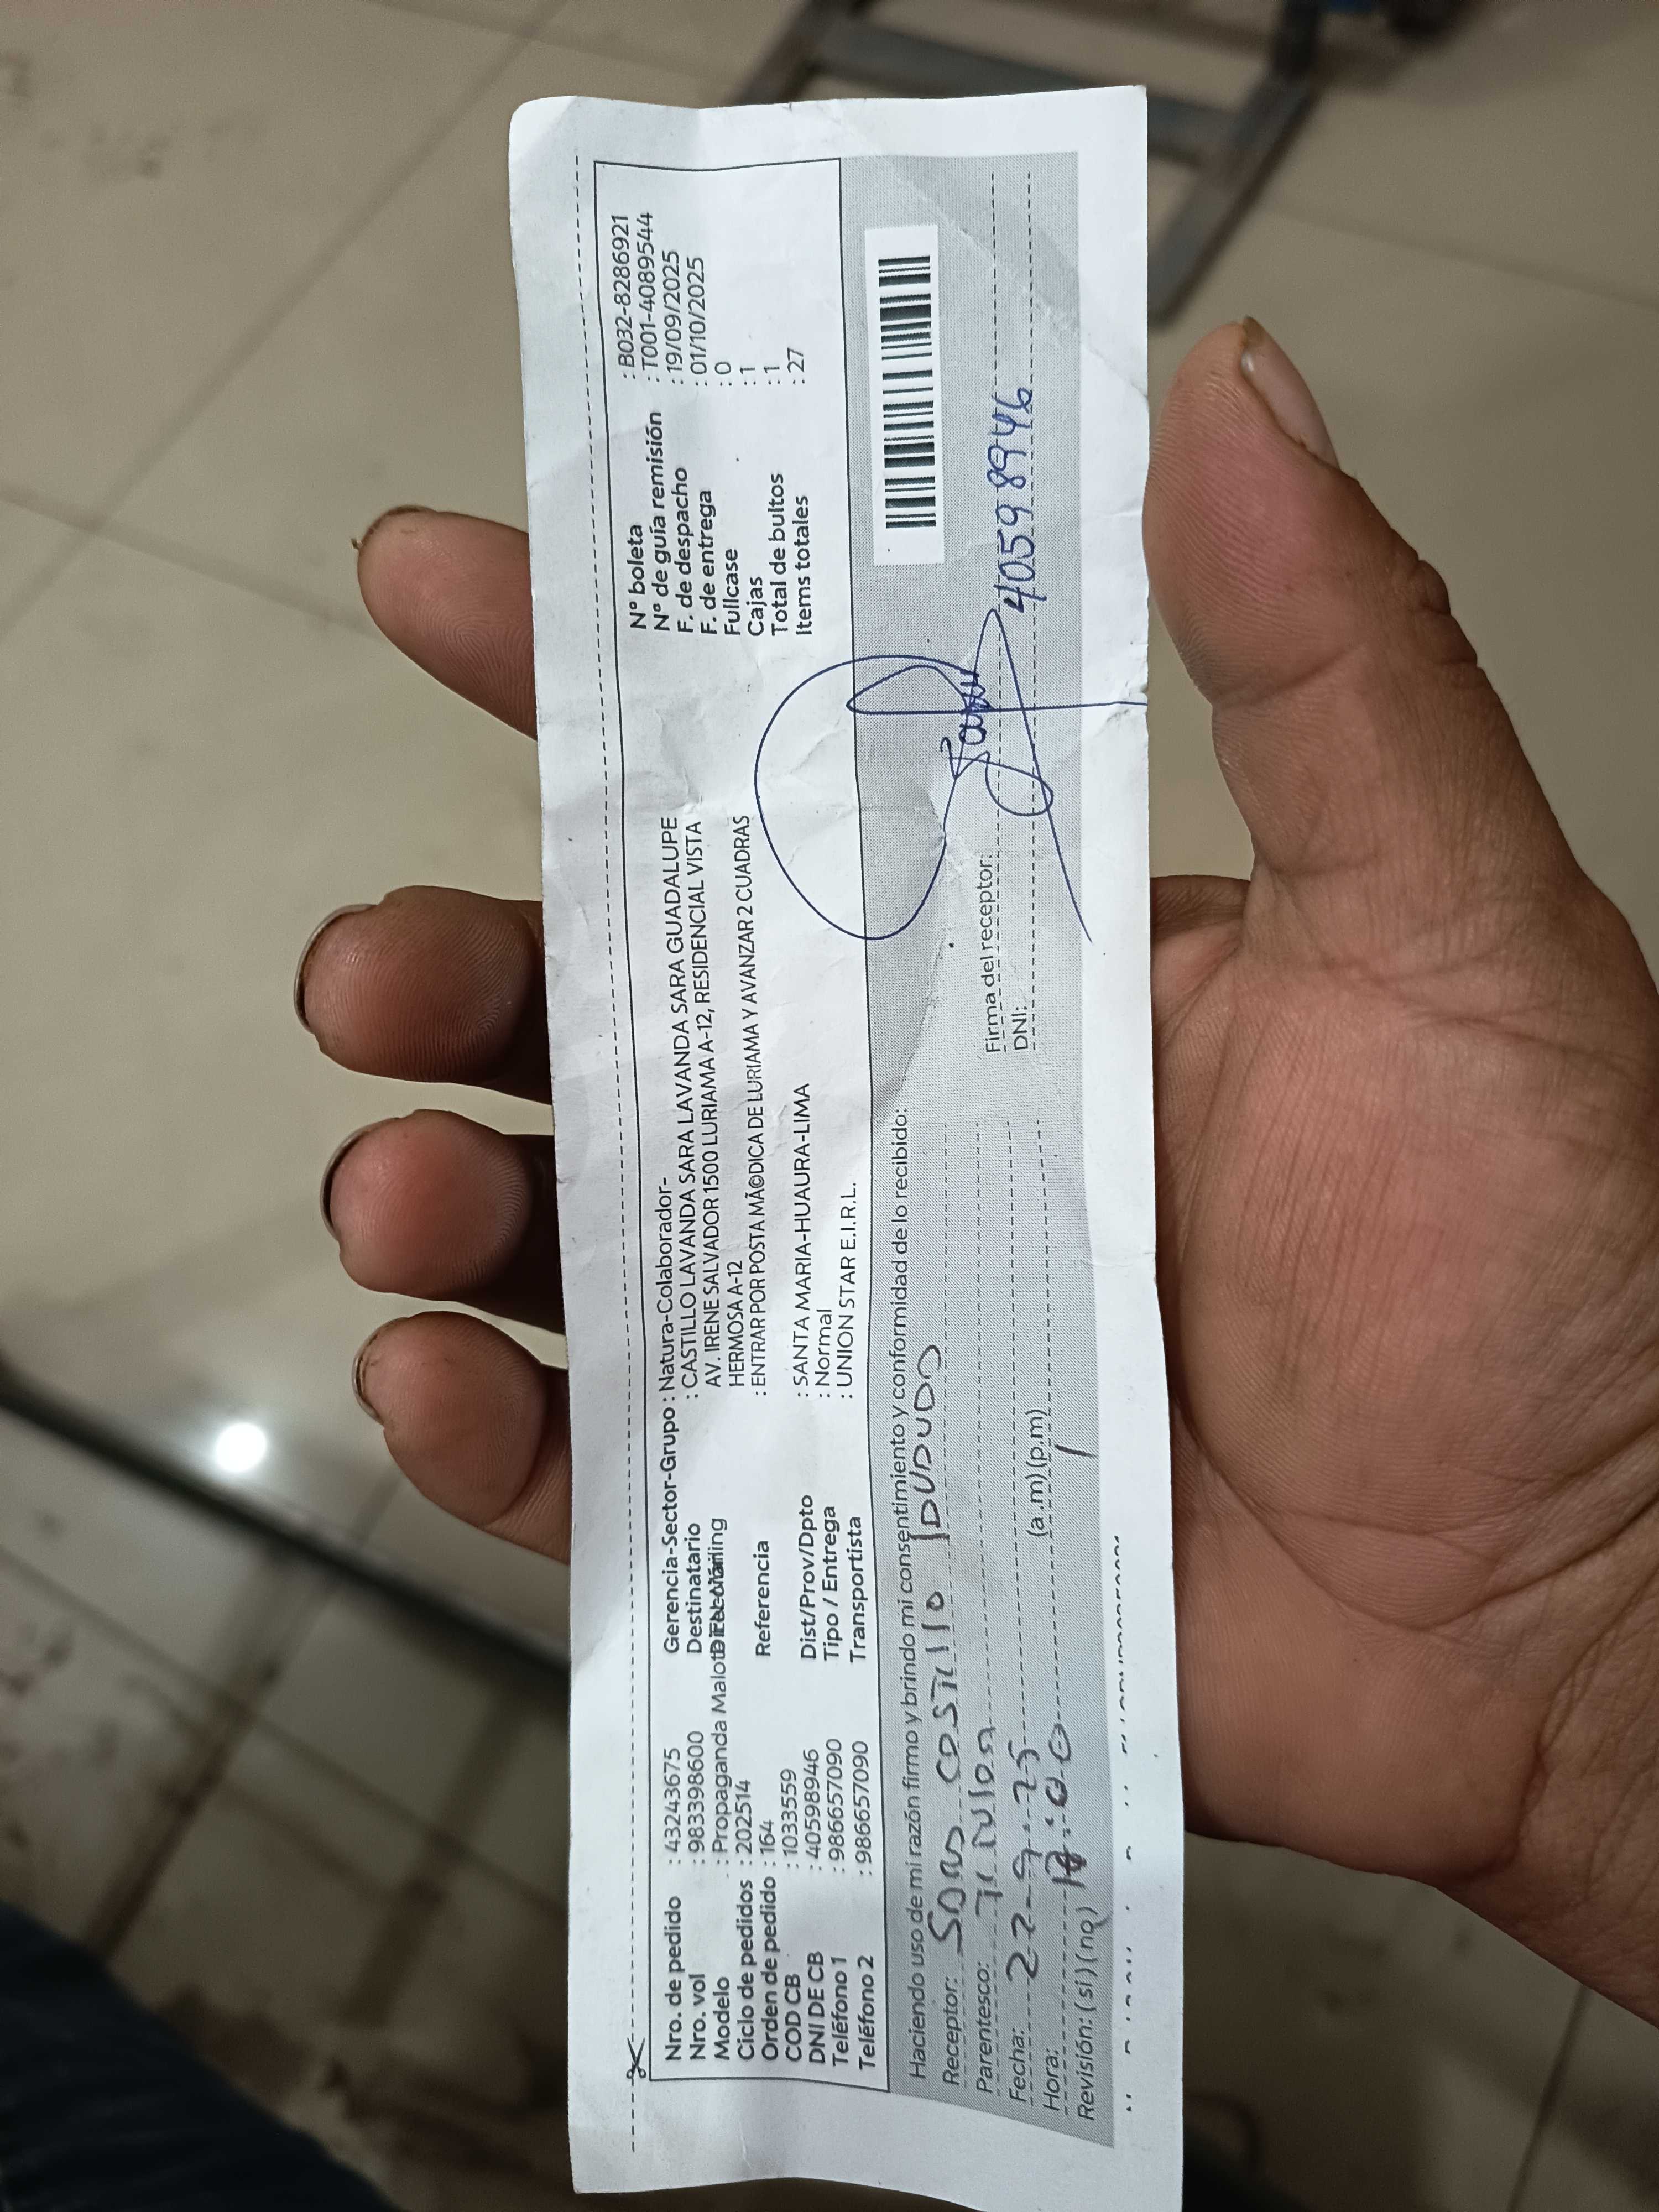 Nro. de pedido : 43243675
Nro. vol : 983398600
Modelo : Propaganda Malot
Ciclo de pedidos : 202514
Orden de pedido : 164
COD CB : 1033559
DNI DE CB : 40598946
Teléfono 1 : 986657090
Teléfono 2 : 986657090
Gerencia-Sector-Grupo : Natura-Colaborador-
Destinatario : CASTILLO LAVANDA SARA LAVANDA SARA GUADALUPE
AV. IRENE SALVADOR 1500 LURIAMA A-12, RESIDENCIAL VISTA
HERMOSA A-12
Referencia : ENTRAR POR POSTA MÃ©DICA DE LURIAMA Y AVANZAR 2 CUADRAS
Dist/Prov/Dpto : SANTA MARIA-HUAURA-LIMA
Tipo / Entrega : Normal
Transportista : UNION STAR E.I.R.L.
N° boleta : B032-8286921
N° de guía remisión : T001-4089544
F. de despacho : 19/09/2025
F. de entrega : 01/10/2025
Fullcase : 0
Cajas : 1
Total de bultos : 1
Items totales : 27
Haciendo uso de mi razón firmo y brindo mi consentimiento y conformidad de lo recibido:
Receptor: Sara Castillo
Parentesco: Titular
Fecha: 22-9-25
Hora: (a.m) (p.m)
Revisión: (si) (no)
Firma del receptor:
DNI: 40598946